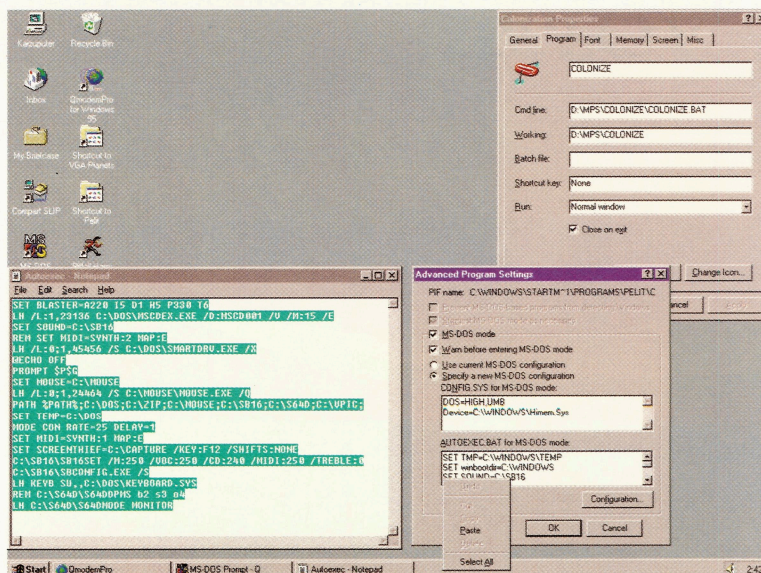 Recycle Bin
Inbox
QmodemPro
for Windows
95
My Briefcase
Shortcut to
VGA Planets
Compuet SLIP
Shortcut to
Pelit
Colonization Properties
General
Program
Font
Memory
Screen
Misc
COLONIZE
Cmd line:
D:\MPS\COLONIZE\COLONIZE.BAT
Working:
D:\MPS\COLONIZE
Batch file:
Shortcut key:
None
Run:
Normal window
Close on exit
Change Icon...
Autoexec - Notepad
File Edit Search Help
SET BLASTER=A220 I5 D1 H5 P330 T6
LH /L:1,23136 C:\DOS\MSCDEX.EXE /D:MSCD001 /V /M:15 /E
SET SOUND=C:\SB16
REM SET MIDI=SYNTH:2 MAP:E
LH /L:0;1,45456 /S C:\DOS\SMARTDRV.EXE /X
@ECHO OFF
PROMPT $P$G
SET MOUSE=C:\MOUSE
LH /L:0;1,24464 /S C:\MOUSE\MOUSE.EXE /Q
PATH %PATH%;C:\DOS;C:\ZIP;C:\MOUSE;C:\SB16;C:\S64D;C:\VPIC;
SET TEMP=C:\DOS
MODE CON RATE=25 DELAY=1
SET MIDI=SYNTH:1 MAP:E
SET SCREENTHIEF=C:\CAPTURE /KEY:F12 /SHIFTS:NONE
C:\SB16\SB16SET /M:250 /VOC:250 /CD:240 /MIDI:250 /TREBLE:0
C:\SB16\SBCONFIG.EXE /S
LH KEYB SU,,C:\DOS\KEYBOARD.SYS
REM C:\S64D\S64DDPMS b2 s3 o4
LH C:\S64D\S64DMODE MONITOR
Advanced Program Settings
PIF name: C:\WINDOWS\STARTM~1\PROGRAMS\PELIT\C
MS-DOS mode
Warn before entering MS-DOS mode
Use current MS-DOS configuration
Specify a new MS-DOS configuration
CONFIG.SYS for MS-DOS mode:
DOS=HIGH,UMB
Device=C:\WINDOWS\Himem.Sys
AUTOEXEC.BAT for MS-DOS mode:
SET TMP=C:\WINDOWS\TEMP
SET winbootdir=C:\WINDOWS
SET SOUND=C:\SB16
Configuration...
OK
Cancel
Paste
Select All
Start
QmodemPro
MS-DOS Prompt - Q
Autoexec - Notepad